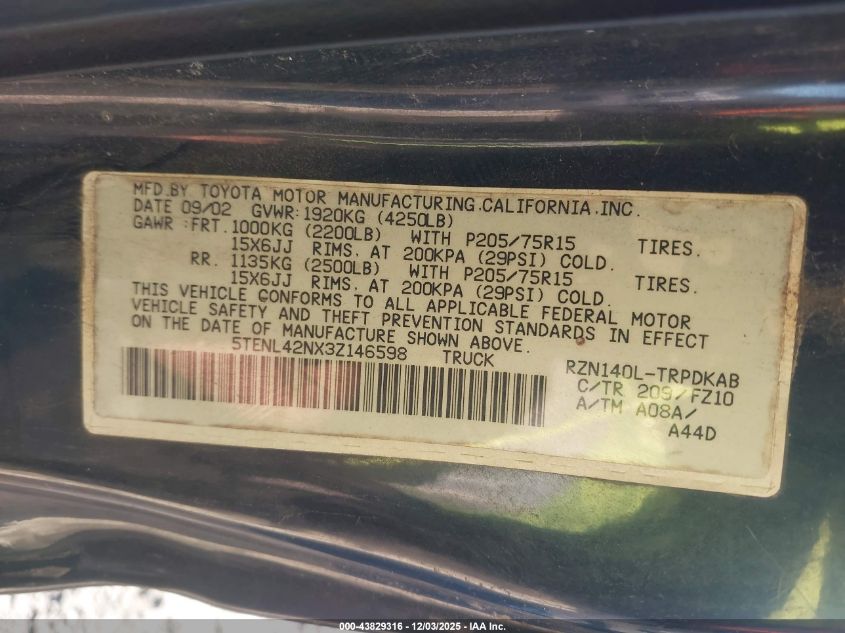 MFD.BY TOYOTA MOTOR MANUFACTURING,CALIFORNIA,INC.
DATE 09/02 GVWR:1920KG (4250LB)
GAWR :FRT.1000KG (2200LB) WITH P205/75R15 TIRES.
15X6JJ RIMS. AT 200KPA (29PSI) COLD.
RR. 1135KG (2500LB) WITH P205/75R15 TIRES.
15X6JJ RIMS. AT 200KPA (29PSI) COLD.
THIS VEHICLE CONFORMS TO ALL APPLICABLE FEDERAL MOTOR
VEHICLE SAFETY AND THEFT PREVENTION STANDARDS IN EFFECT
ON THE DATE OF MANUFACTURE SHOWN ABOVE.
5TENL42NX3Z146598 TRUCK
RZN140L-TRPDKAB
C/TR 209/FZ10
A/TM A08A/
A44D
000-43829316 - 12/03/2025 - IAA Inc.